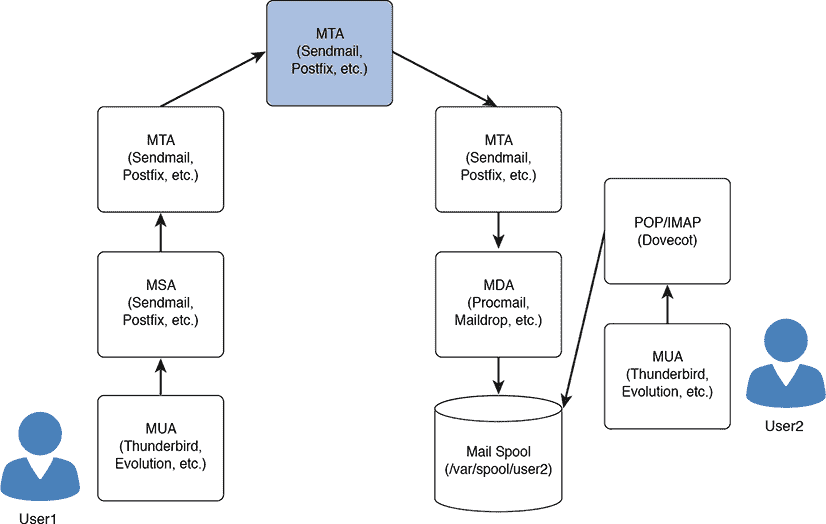 MTA
(Sendmail,
Postfix, etc.)
MTA
(Sendmail,
Postfix, etc.)
MTA
(Sendmail,
Postfix, etc.)
POP/IMAP
(Dovecot)
MSA
(Sendmail,
Postfix, etc.)
MDA
(Procmail,
Maildrop, etc.)
MUA
(Thunderbird,
Evolution, etc.)
User2
MUA
(Thunderbird,
Evolution, etc.)
Mail Spool
(/var/spool/user2)
User1